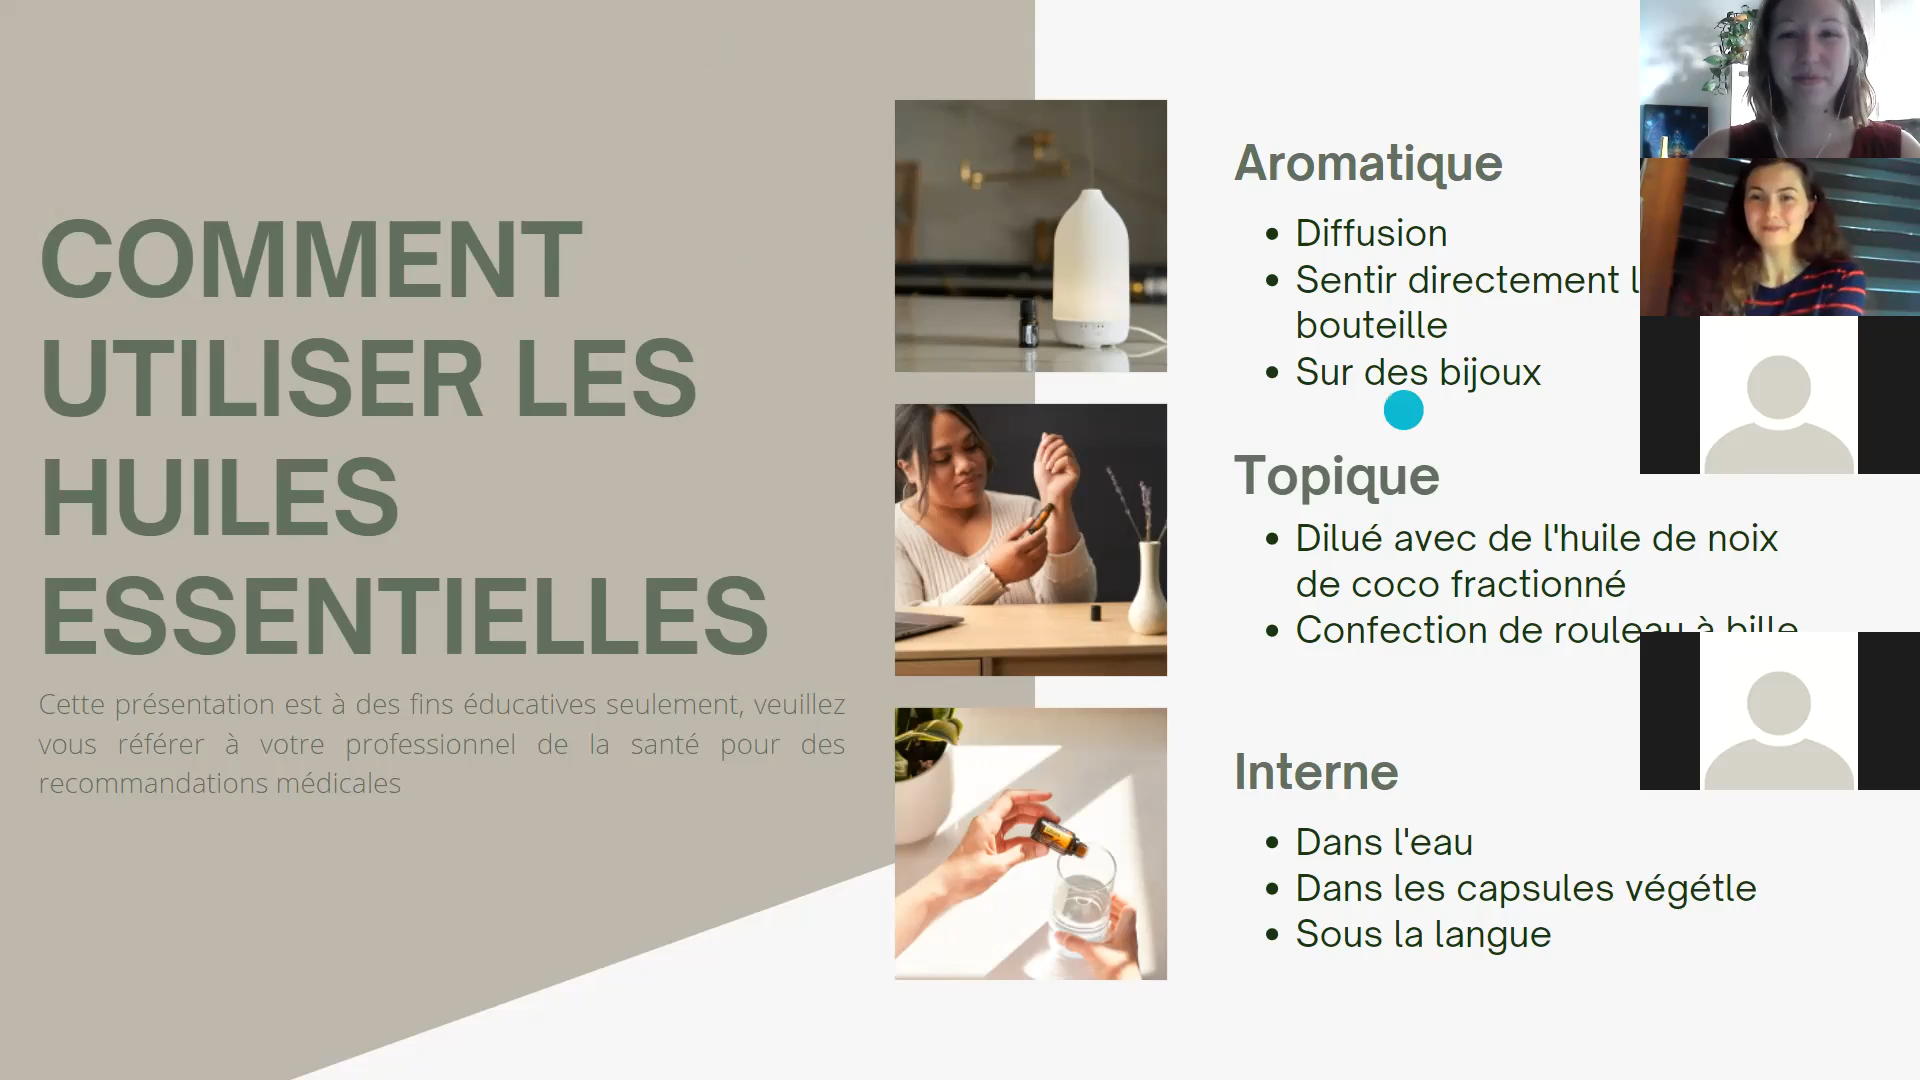 COMMENT
UTILISER LES
HUILES
ESSENTIELLES
Cette présentation est à des fins éducatives seulement, veuillez
vous référer à votre professionnel de la santé pour des
recommandations médicales
Aromatique
• Diffusion
• Sentir directement
bouteille
• Sur des bijoux
Topique
• Dilué avec de l'huile de noix
de coco fractionné
• Confection de rouleau à bille
Interne
• Dans l'eau
• Dans les capsules végétle
• Sous la langue